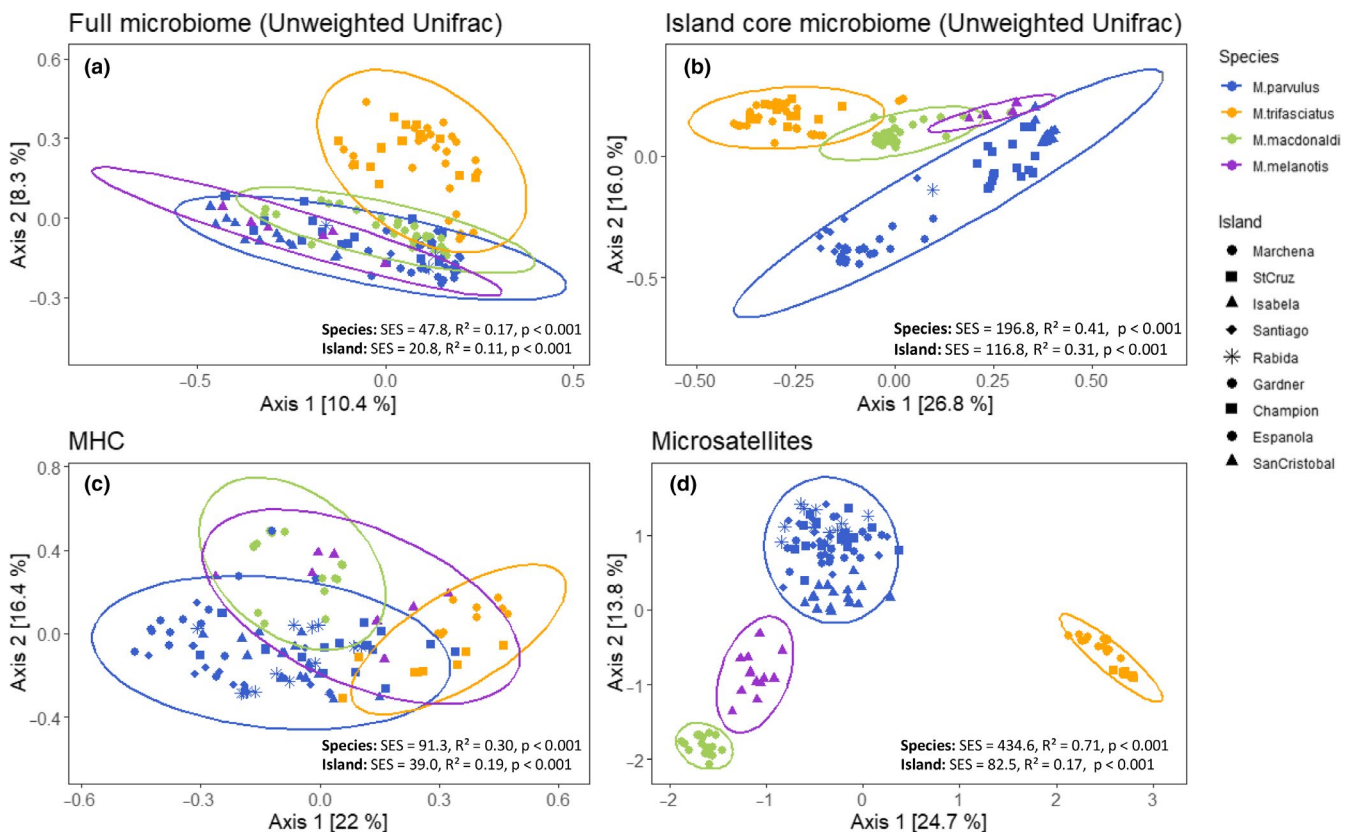 Full microbiome (Unweighted Unifrac)
(a)
0.6
0.3
0.0
−0.3
Axis 2 [8.3 %]
Species: SES = 47.8, R² = 0.17, p < 0.001
Island: SES = 20.8, R² = 0.11, p < 0.001
−0.5
0.0
0.5
Axis 1 [10.4 %]
Island core microbiome (Unweighted Unifrac)
(b)
0.0
−0.5
Axis 2 [16.0 %]
Species: SES = 196.8, R² = 0.41, p < 0.001
Island: SES = 116.8, R² = 0.31, p < 0.001
−0.50
−0.25
0.00
0.25
0.50
Axis 1 [26.8 %]
Species
M.parvulus
M.trifasciatus
M.macdonaldi
M.melanotis
Island
Marchena
StCruz
Isabela
Santiago
Rabida
Gardner
Champion
Espanola
SanCristobal
MHC
(c)
0.8
0.4
0.0
−0.4
Axis 2 [16.4 %]
Species: SES = 91.3, R² = 0.30, p < 0.001
Island: SES = 39.0, R² = 0.19, p < 0.001
−0.6
−0.3
0.0
0.3
0.6
Axis 1 [22 %]
Microsatellites
(d)
1
0
−1
−2
Axis 2 [13.8 %]
Species: SES = 434.6, R² = 0.71, p < 0.001
Island: SES = 82.5, R² = 0.17, p < 0.001
−2
−1
0
1
2
3
Axis 1 [24.7 %]